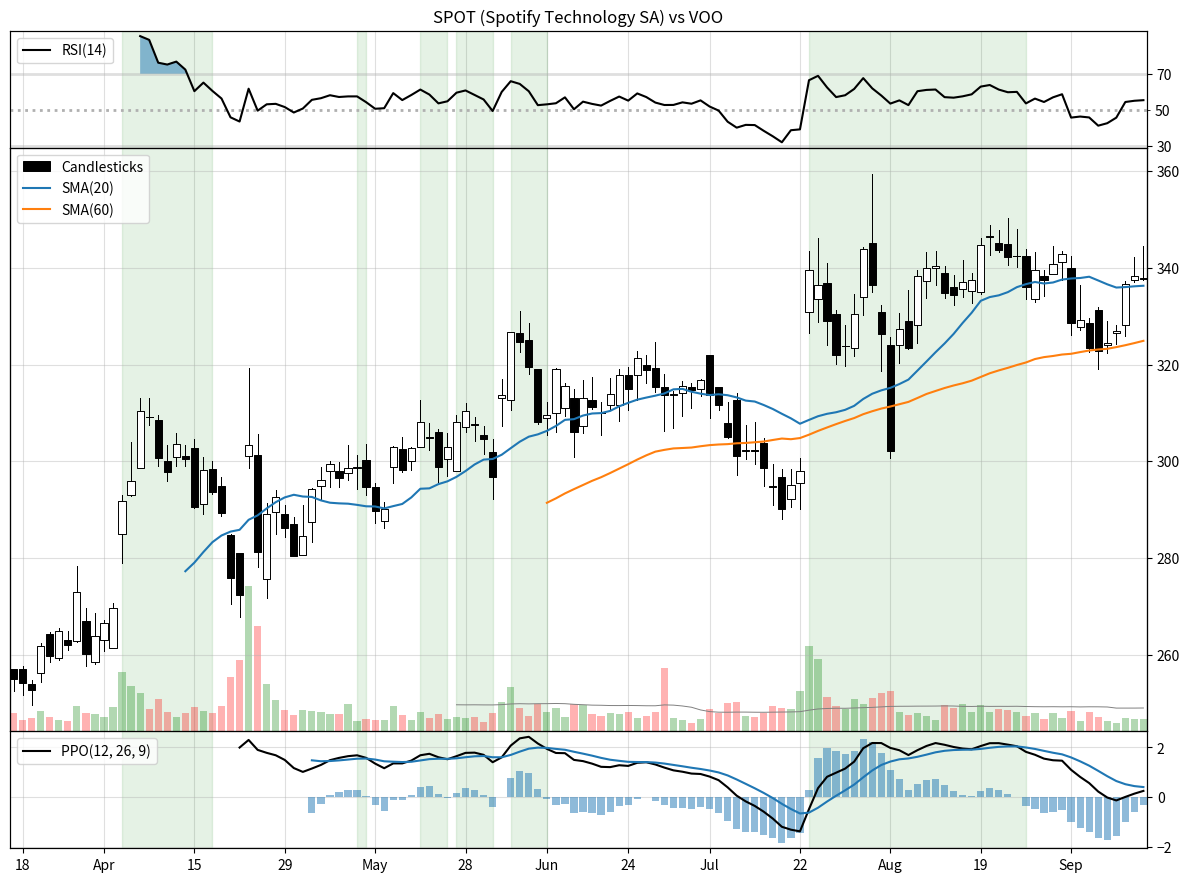 SPOT (Spotify Technology SA) vs VOO
RSI(14)
70
50
30
Candlesticks
SMA(20)
SMA(60)
360
340
320
300
280
260
PPO(12, 26, 9)
2
0
−2
18 Apr 15 29 May 28 Jun 24 Jul 22 Aug 19 Sep